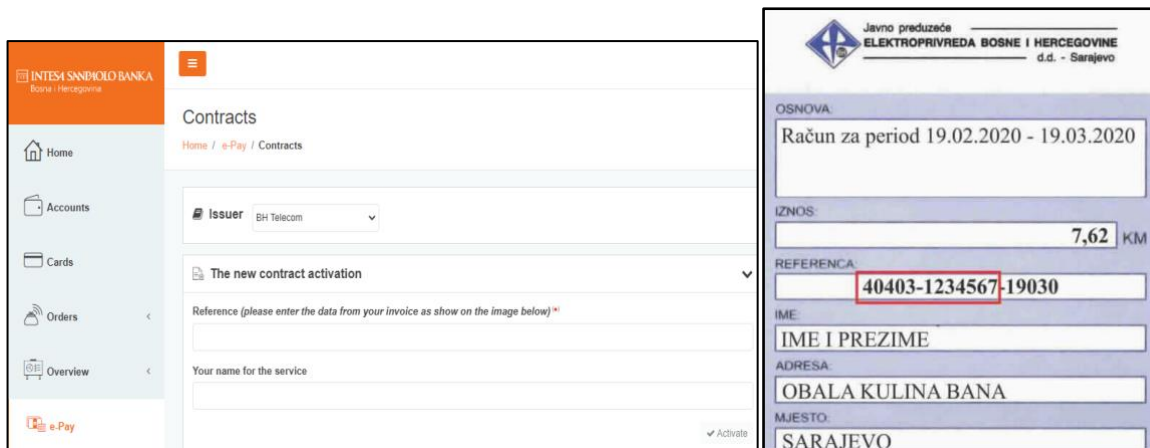 INTESA SANPAOLO BANKA
Bosna i Hercegovina
Home
Accounts
Cards
Orders
Overview
e-Pay
Contracts
Home / e-Pay / Contracts
Issuer BH Telecom
The new contract activation
Reference (please enter the data from your invoice as show on the image below) (*)
Your name for the service
Activate
Javno preduzeće
ELEKTROPRIVREDA BOSNE I HERCEGOVINE
d.d. - Sarajevo
OSNOVA:
Račun za period 19.02.2020 - 19.03.2020
IZNOS:
7,62 KM
REFERENCA:
40403-1234567-19030
IME:
IME I PREZIME
ADRESA:
OBALA KULINA BANA
MJESTO:
SARAJEVO